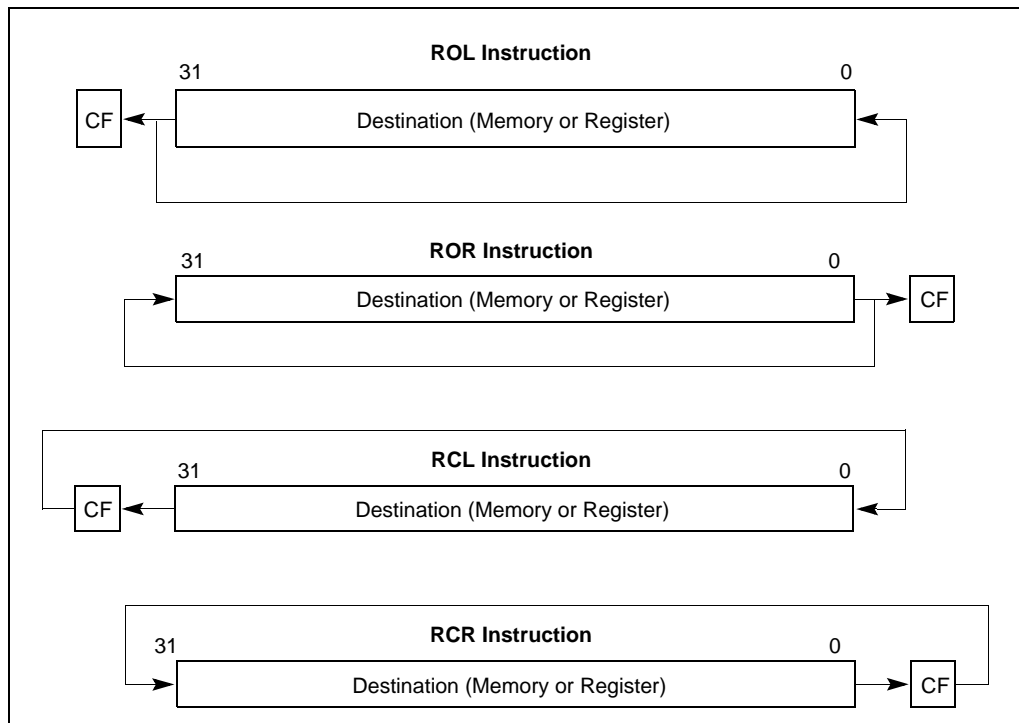 ROL Instruction
31 0
CF Destination (Memory or Register)
ROR Instruction
31 0
Destination (Memory or Register) CF
RCL Instruction
31 0
CF Destination (Memory or Register)
RCR Instruction
31 0
Destination (Memory or Register) CF